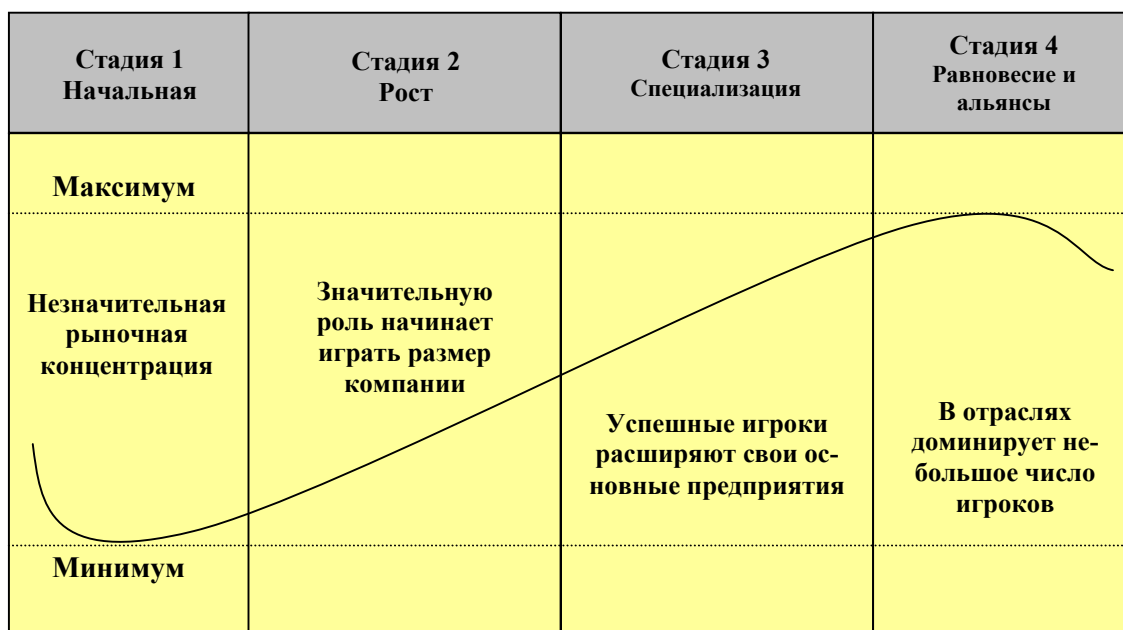 Стадия 1
Начальная
Стадия 2
Рост
Стадия 3
Специализация
Стадия 4
Равновесие и
альянсы
Максимум
Незначительная
рыночная
концентрация
Значительную
роль начинает
играть размер
компании
Успешные игроки
расширяют свои ос-
новные предприятия
В отраслях
доминирует не-
большое число
игроков
Минимум